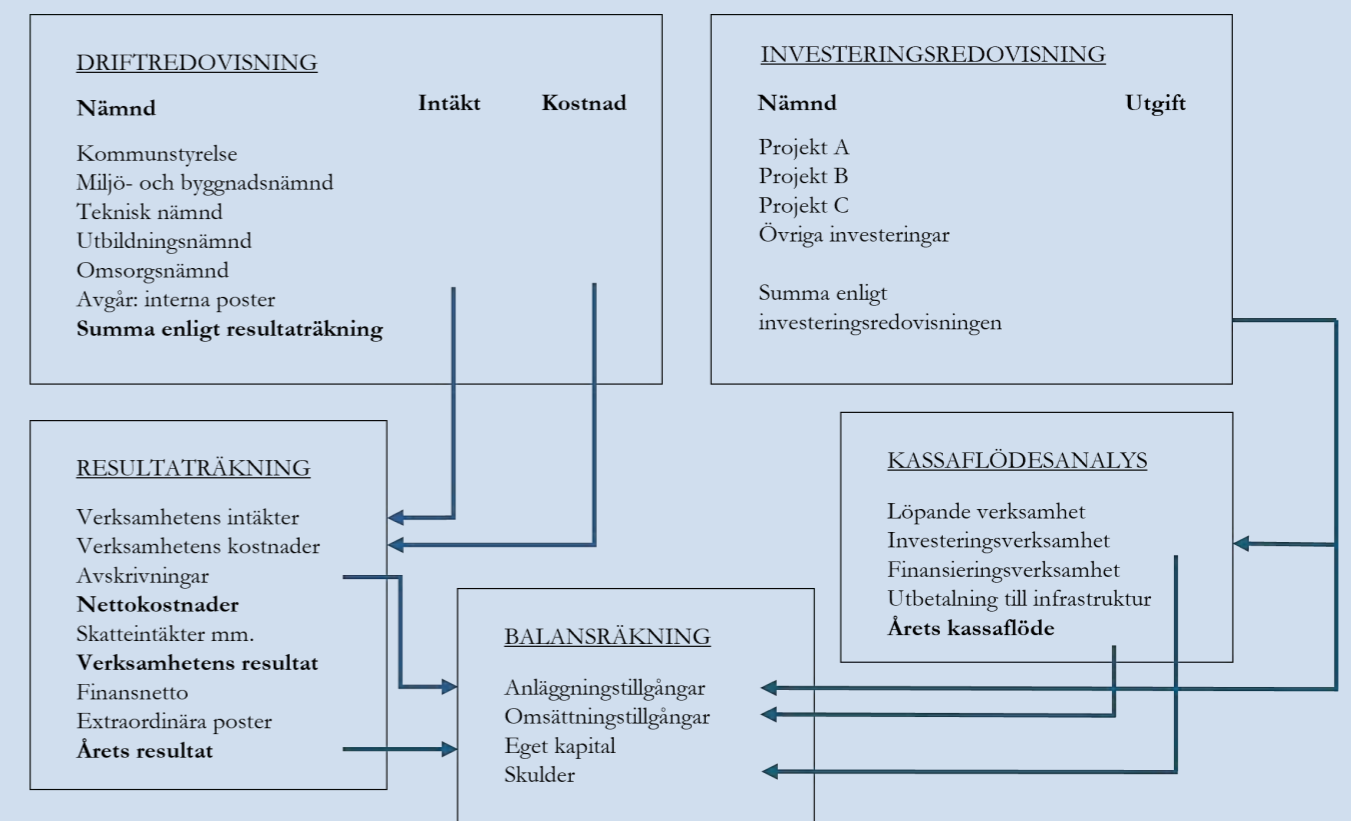 DRIFTREDOVISNING
Nämnd Intäkt Kostnad
Kommunstyrelse
Miljö- och byggnadsnämnd
Teknisk nämnd
Utbildningsnämnd
Omsorgsnämnd
Avgår: interna poster
Summa enligt resultaträkning
INVESTERINGSREDOVISNING
Nämnd Utgift
Projekt A
Projekt B
Projekt C
Övriga investeringar
Summa enligt
investeringsredovisningen
RESULTATRÄKNING
Verksamhetens intäkter
Verksamhetens kostnader
Avskrivningar
Nettokostnader
Skatteintäkter mm.
Verksamhetens resultat
Finansnetto
Extraordinära poster
Årets resultat
BALANSRÄKNING
Anläggningstillgångar
Omsättningstillgångar
Eget kapital
Skulder
KASSAFLÖDESANALYS
Löpande verksamhet
Investeringsverksamhet
Finansieringsverksamhet
Utbetalning till infrastruktur
Årets kassaflöde